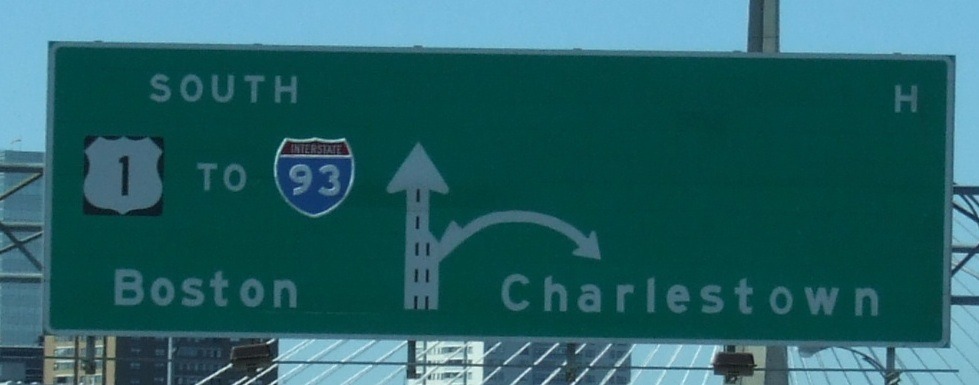 SOUTH
H
1 TO INTERSTATE 93
Boston
Charlestown